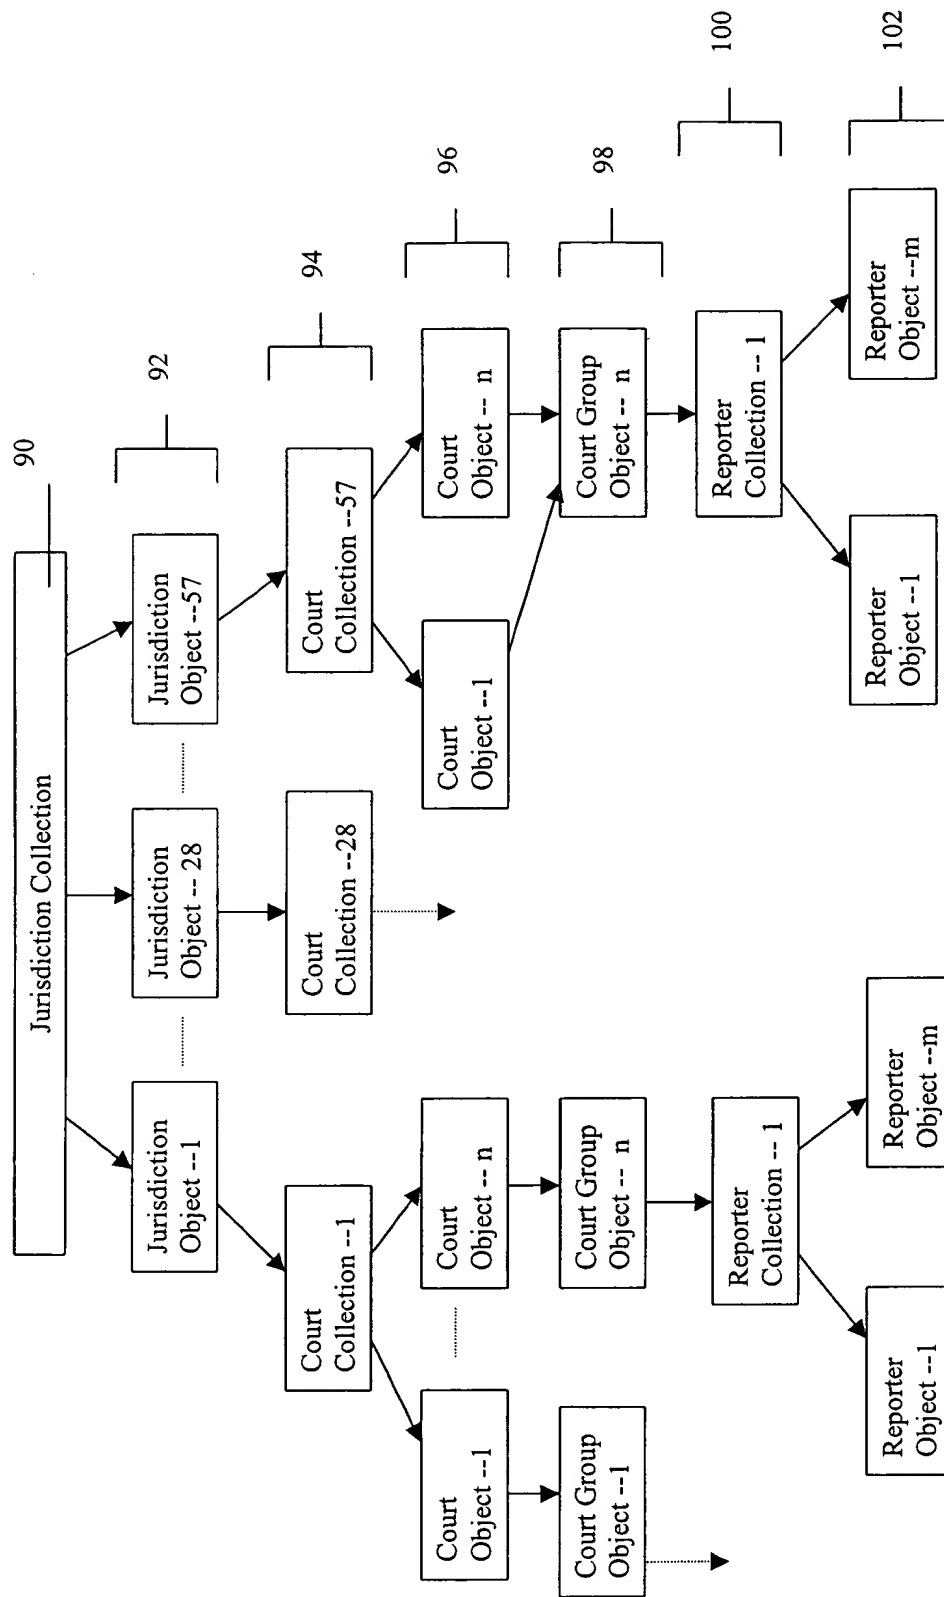 Jurisdiction Collection
90
Jurisdiction
Object --1
Jurisdiction
Object -- 28
Jurisdiction
Object --57
92
Court
Collection --1
Court
Collection --28
Court
Collection --57
94
Court
Object --1
Court
Object -- n
Court
Object --1
Court
Object -- n
96
Court Group
Object --1
Court Group
Object -- n
Court Group
Object -- n
98
Reporter
Collection -- 1
Reporter
Collection -- 1
100
Reporter
Object --1
Reporter
Object --m
Reporter
Object --1
Reporter
Object --m
102